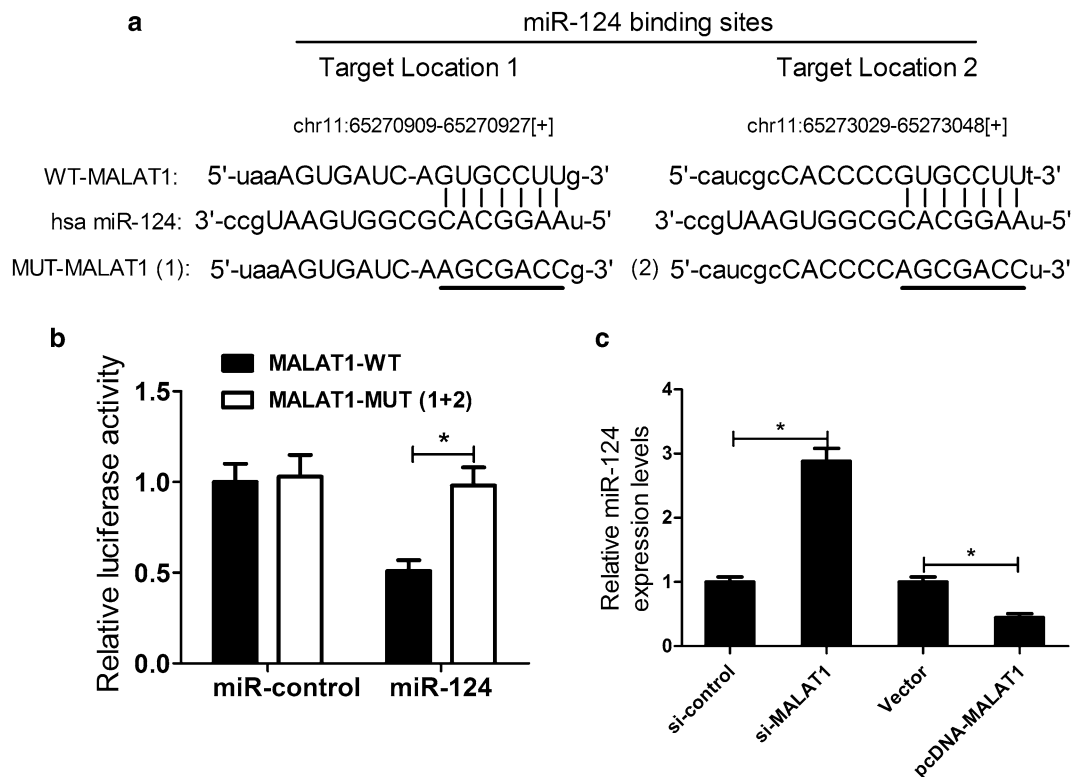 a
miR-124 binding sites
Target Location 1
Target Location 2
chr11:65270909-65270927[+]
chr11:65273029-65273048[+]
WT-MALAT1: 5'-uaaAGUGAUC-AGUGCCUUg-3' 5'-caucgcCACCCCGUGCCUUt-3'
hsa miR-124: 3'-ccgUAAGUGGCGCACGGAAu-5' 3'-ccgUAAGUGGCGCACGGAAu-5'
MUT-MALAT1 (1): 5'-uaaAGUGAUC-AAGCGACCg-3' (2) 5'-caucgcCACCCCAGCGACCu-3'
b
MALAT1-WT
MALAT1-MUT (1+2)
Relative luciferase activity
1.5
1.0
0.5
0.0
*
miR-control
miR-124
c
Relative miR-124
expression levels
4
3
2
1
0
*
*
si-control
si-MALAT1
Vector
pcDNA-MALAT1